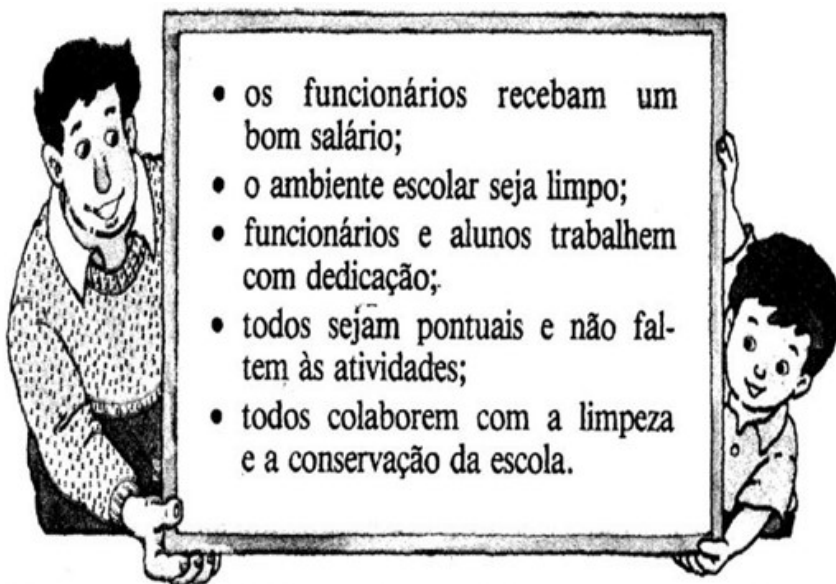 • os funcionários recebam um
bom salário;
• o ambiente escolar seja limpo;
• funcionários e alunos trabalhem
com dedicação;
• todos sejam pontuais e não fal-
tem às atividades;
• todos colaborem com a limpeza
e a conservação da escola.